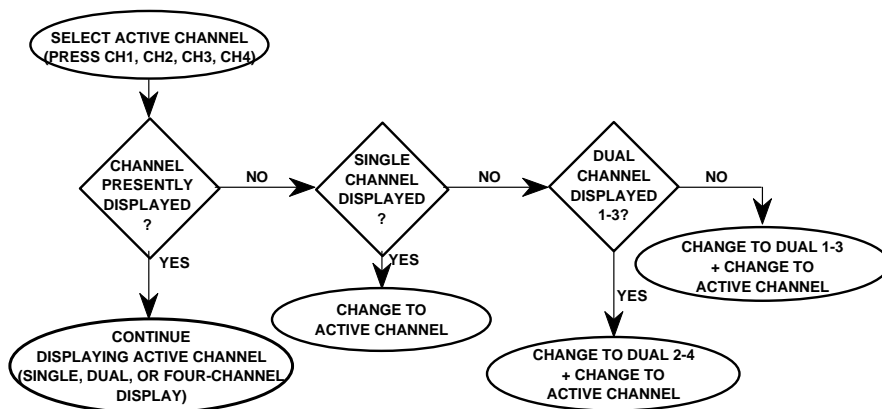 SELECT ACTIVE CHANNEL
(PRESS CH1, CH2, CH3, CH4)
CHANNEL
PRESENTLY
DISPLAYED
?
NO
SINGLE
CHANNEL
DISPLAYED
?
NO
DUAL
CHANNEL
DISPLAYED
1-3?
NO
YES
YES
YES
CHANGE TO DUAL 1-3
+ CHANGE TO
ACTIVE CHANNEL
CHANGE TO
ACTIVE CHANNEL
CONTINUE
DISPLAYING ACTIVE CHANNEL
(SINGLE, DUAL, OR FOUR-CHANNEL
DISPLAY)
CHANGE TO DUAL 2-4
+ CHANGE TO
ACTIVE CHANNEL